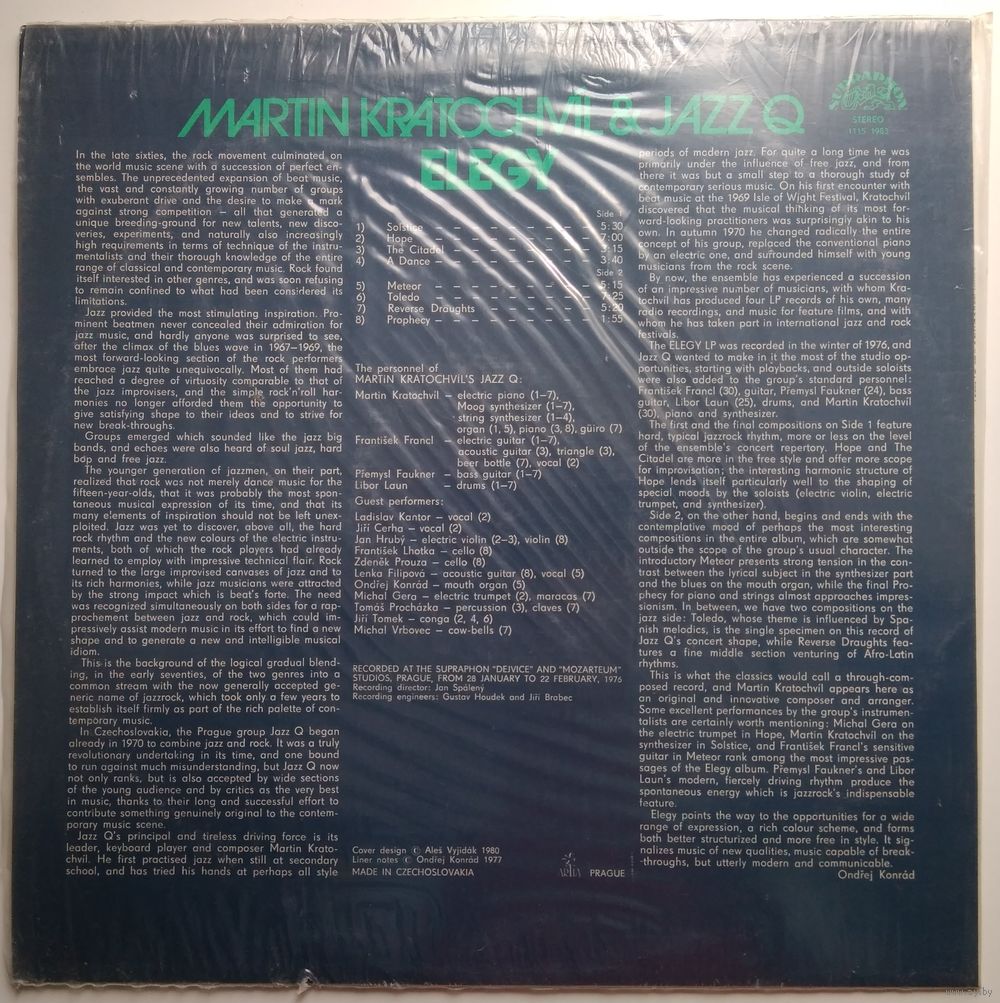 MARTIN KRATOCHVÍL & JAZZ Q
ELEGY
SUPRAPHON
STEREO
1115 1983
In the late sixties, the rock movement culminated on
the world music scene with a succession of perfect en-
sembles. The unprecedented expansion of beat music,
the vast and constantly growing number of groups
with exuberant drive and the desire to make a mark
against strong competition — all that generated a
unique breeding-ground for new talents, new disco-
veries, experiments, and naturally also increasingly
high requirements in terms of technique of the instru-
mentalists and their thorough knowledge of the entire
range of classical and contemporary music. Rock found
itself interested in other genres, and was soon refusing
to remain confined to what had been considered its
limitations.
Jazz provided the most stimulating inspiration. Pro-
minent beatmen never concealed their admiration for
jazz music, and hardly anyone was surprised to see,
after the climax of the blues wave in 1967—1969, the
most forward-looking section of the rock performers
embrace jazz quite unequivocally. Most of them had
reached a degree of virtuosity comparable to that of
the jazz improvisers, and the simple rock'n'roll har-
monies no longer afforded them the opportunity to
give satisfying shape to their ideas and to strive for
new break-throughs.
Groups emerged which sounded like the jazz big
bands, and echoes were also heard of soul jazz, hard
bop and free jazz.
The younger generation of jazzmen, on their part,
realized that rock was not merely dance music for the
fifteen-year-olds, that it was probably the most spon-
taneous musical expression of its time, and that its
many elements of inspiration should not be left unex-
ploited. Jazz was yet to discover, above all, the hard
rock rhythm and the new colours of the electric instru-
ments, both of which the rock players had already
learned to employ with impressive technical flair. Rock
turned to the large improvised canvases of jazz and to
its rich harmonies, while jazz musicians were attracted
by the strong impact which is beat's forte. The need
was recognized simultaneously on both sides for a rap-
prochement between jazz and rock, which could im-
pressively assist modern music in its effort to find a new
shape and to generate a new and intelligible musical
idiom.
This is the background of the logical gradual blend-
ing, in the early seventies, of the two genres into a
common stream with the now generally accepted ge-
neric name of jazzrock, which took only a few years to
establish itself firmly as part of the rich palette of con-
temporary music.
In Czechoslovakia, the Prague group Jazz Q began
already in 1970 to combine jazz and rock. It was a truly
revolutionary undertaking in its time, and one bound
to run against much misunderstanding, but Jazz Q now
not only ranks, but is also accepted by wide sections
of the young audience and by critics as the very best
in music, thanks to their long and successful effort to
contribute something genuinely original to the contem-
porary music scene.
Jazz Q's principal and tireless driving force is its
leader, keyboard player and composer Martin Krato-
chvíl. He first practised jazz when still at secondary
school, and has tried his hands at perhaps all style
Side 1
1) Solstice — 5:30
2) Hope — 7:00
3) The Citadel — 3:15
4) A Dance — 3:40
Side 2
5) Meteor — 5:15
6) Toledo — 7:25
7) Reverse Draughts — 5:20
8) Prophecy — 1:55
The personnel of
MARTIN KRATOCHVÍL'S JAZZ Q:
Martin Kratochvíl — electric piano (1—7),
Moog synthesizer (1—7),
string synthesizer (1—4),
organ (1, 5), piano (3, 8), güiro (7)
František Francl — electric guitar (1—7),
acoustic guitar (3), triangle (3),
beer bottle (7), vocal (2)
Přemysl Faukner — bass guitar (1—7)
Libor Laun — drums (1—7)
Guest performers:
Ladislav Kantor — vocal (2)
Jiří Cerha — vocal (2)
Jan Hrubý — electric violin (2—3), violin (8)
František Lhotka — cello (8)
Zdeněk Prouza — cello (8)
Lenka Filipová — acoustic guitar (8), vocal (5)
Ondřej Konrád — mouth organ (5)
Michal Gera — electric trumpet (2), maracas (7)
Tomáš Procházka — percussion (3), claves (7)
Jiří Tomek — conga (2, 4, 6)
Michal Vrbovec — cow-bells (7)
RECORDED AT THE SUPRAPHON "DEJVICE" AND "MOZARTEUM"
STUDIOS, PRAGUE, FROM 28 JANUARY TO 22 FEBRUARY, 1976
Recording director: Jan Spálený
Recording engineers: Gustav Houdek and Jiří Brabec
Cover design © Aleš Vyjidák 1980
Liner notes © Ondřej Konrád 1977
MADE IN CZECHOSLOVAKIA
ARTIA PRAGUE
periods of modern jazz. For quite a long time he was
primarily under the influence of free jazz, and from
there it was but a small step to a thorough study of
contemporary serious music. On his first encounter with
beat music at the 1969 Isle of Wight Festival, Kratochvíl
discovered that the musical thinking of its most for-
ward-looking practitioners was surprisingly akin to his
own. In autumn 1970 he changed radically the entire
concept of his group, replaced the conventional piano
by an electric one, and surrounded himself with young
musicians from the rock scene.
By now, the ensemble has experienced a succession
of an impressive number of musicians, with whom Kra-
tochvíl has produced four LP records of his own, many
radio recordings, and music for feature films, and with
whom he has taken part in international jazz and rock
festivals.
The ELEGY LP was recorded in the winter of 1976, and
Jazz Q wanted to make in it the most of the studio op-
portunities, starting with playbacks, and outside soloists
were also added to the group's standard personnel:
František Francl (30), guitar, Přemysl Faukner (24), bass
guitar, Libor Laun (25), drums, and Martin Kratochvíl
(30), piano and synthesizer.
The first and the final compositions on Side 1 feature
hard, typical jazzrock rhythm, more or less on the level
of the ensemble's concert repertory. Hope and The
Citadel are more in the free style and offer more scope
for improvisation; the interesting harmonic structure of
Hope lends itself particularly well to the shaping of
special moods by the soloists (electric violin, electric
trumpet, and synthesizer).
Side 2, on the other hand, begins and ends with the
contemplative mood of perhaps the most interesting
compositions in the entire album, which are somewhat
outside the scope of the group's usual character. The
introductory Meteor presents strong tension in the con-
trast between the lyrical subject in the synthesizer part
and the blues on the mouth organ, while the final Pro-
phecy for piano and strings almost approaches impres-
sionism. In between, we have two compositions on the
jazz side: Toledo, whose theme is influenced by Spa-
nish melodics, is the single specimen on this record of
Jazz Q's concert shape, while Reverse Draughts fea-
tures a fine middle section venturing of Afro-Latin
rhythms.
This is what the classics would call a through-com-
posed record, and Martin Kratochvíl appears here as
an original and innovative composer and arranger.
Some excellent performances by the group's instrumen-
talists are certainly worth mentioning: Michal Gera on
the electric trumpet in Hope, Martin Kratochvíl on the
synthesizer in Solstice, and František Francl's sensitive
guitar in Meteor rank among the most impressive pas-
sages of the Elegy album. Přemysl Faukner's and Libor
Laun's modern, fiercely driving rhythm produce the
spontaneous energy which is jazzrock's indispensable
feature.
Elegy points the way to the opportunities for a wide
range of expression, a rich colour scheme, and forms
both better structured and more free in style. It sig-
nalizes music of new qualities, music capable of break-
-throughs, but utterly modern and communicable.
Ondřej Konrád